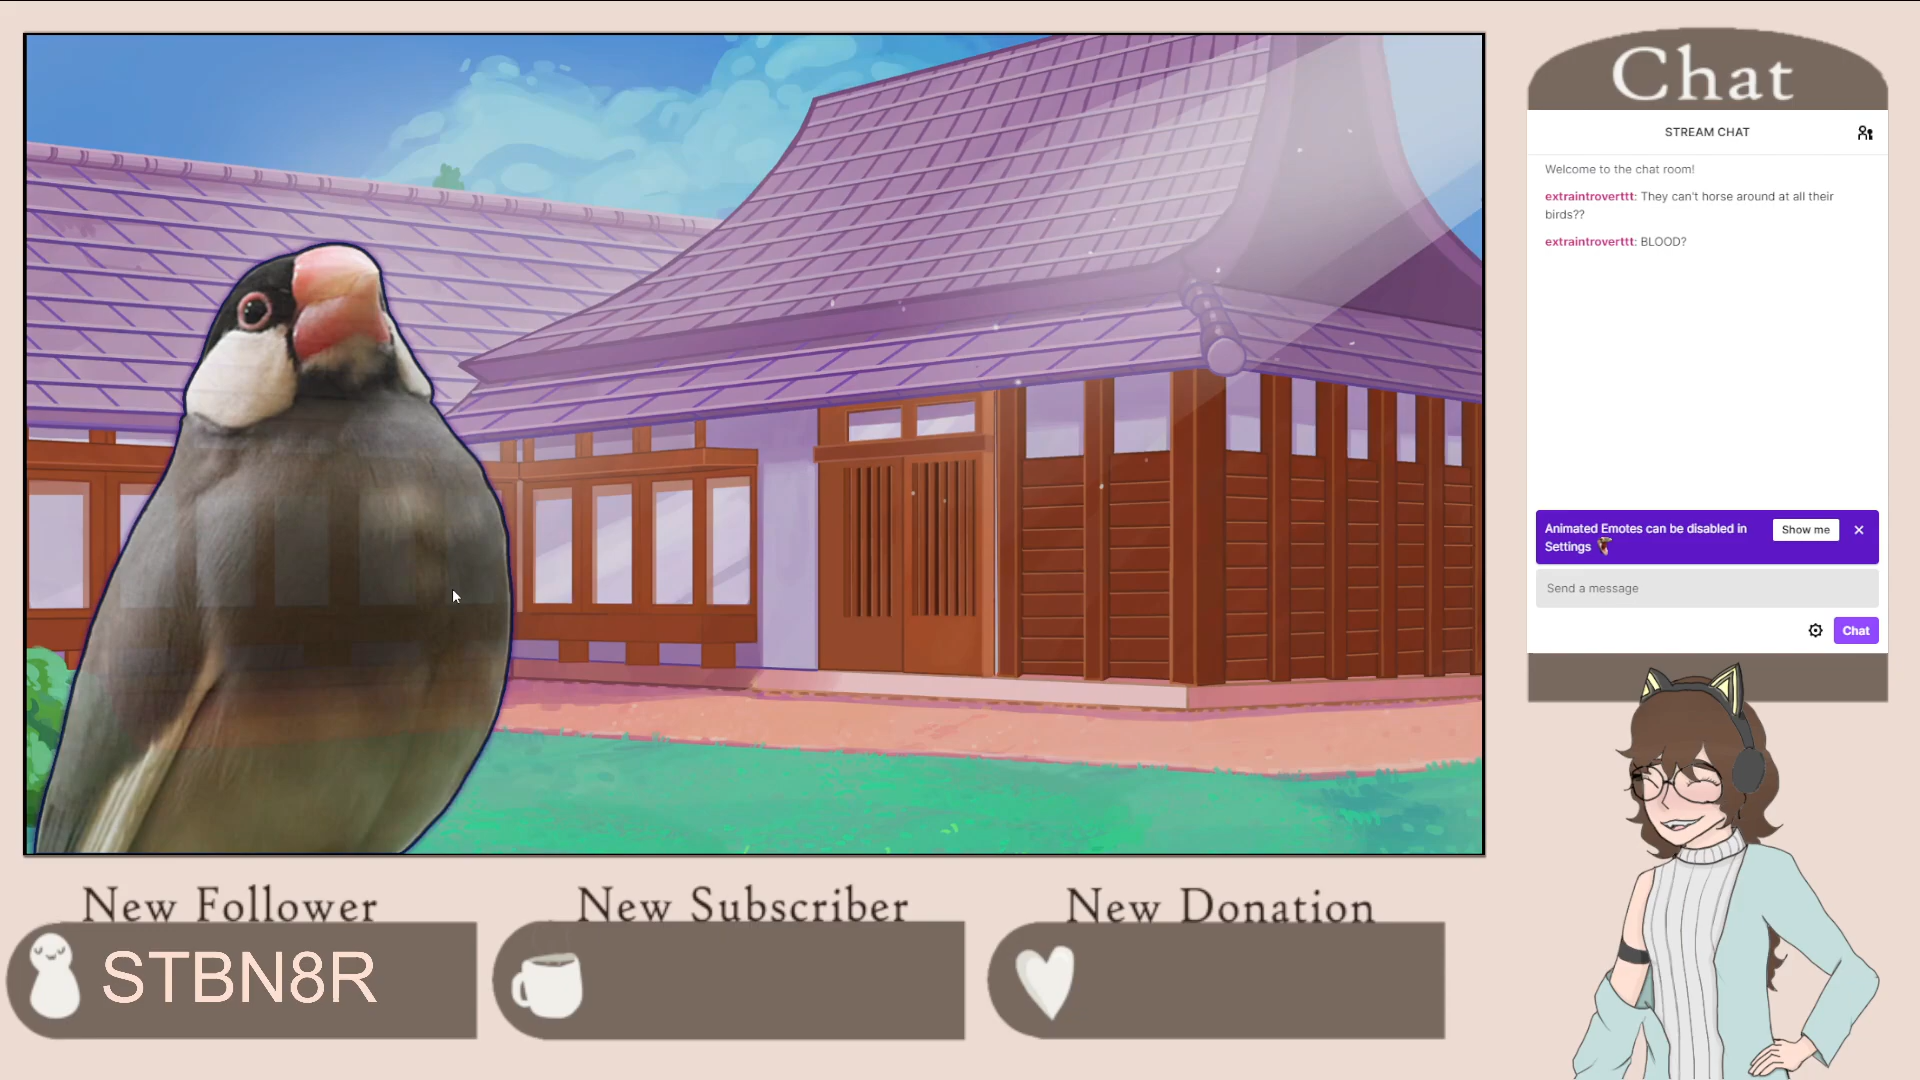 Chat
STREAM CHAT
Welcome to the chat room!
extraintroverttt: They can't horse around at all their
birds??
extraintroverttt: BLOOD?
Animated Emotes can be disabled in
Settings
Show me
Send a message
Chat
New Follower
STBN8R
New Subscriber
New Donation